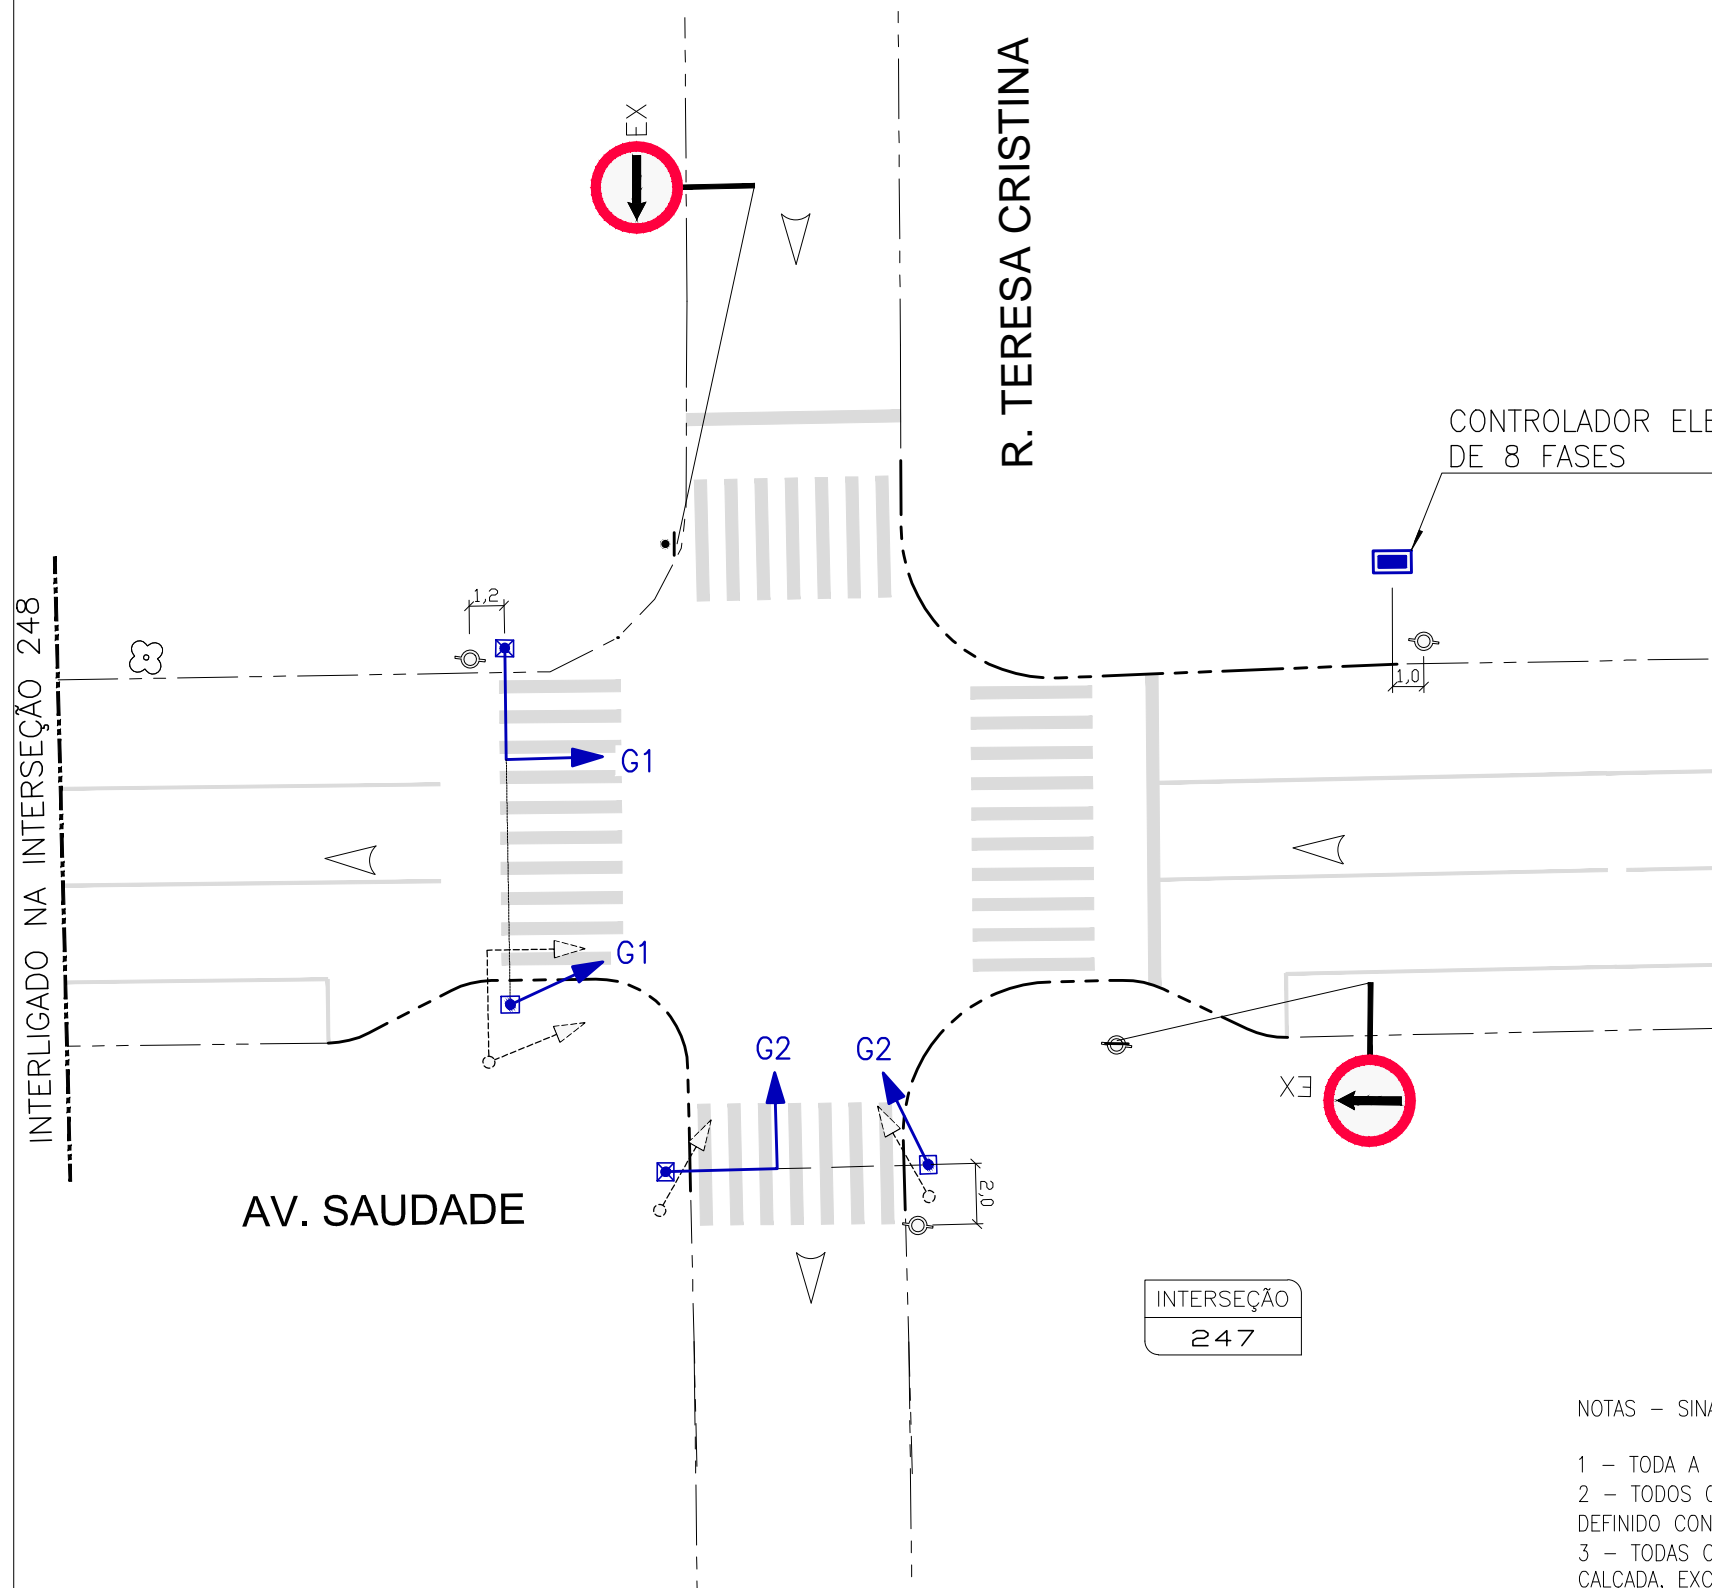 EX
R. TERESA CRISTINA
CONTROLADOR ELE
DE 8 FASES
INTERLIGADO NA INTERSEÇÃO 248
1,2
1,0
G1
G1
G2
G2
2,0
EX
AV. SAUDADE
INTERSEÇÃO
247
NOTAS – SINA
1 – TODA A
2 – TODOS O
DEFINIDO CON
3 – TODAS O
CALÇADA, EXC